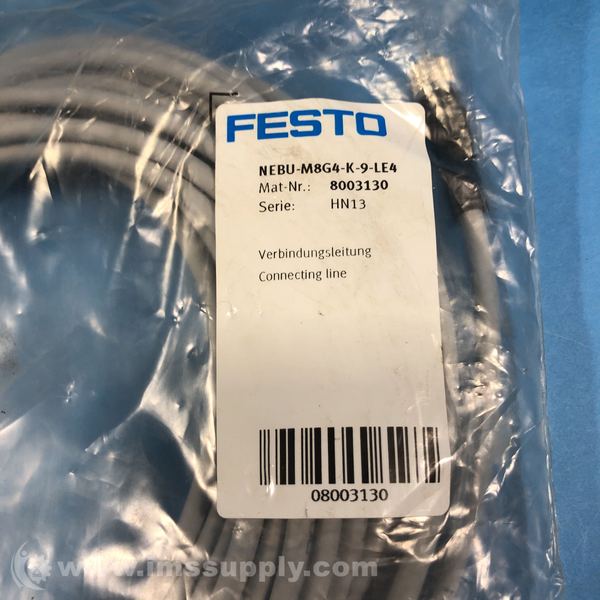 FESTO
NEBU-M8G4-K-9-LE4
Mat-Nr.: 8003130
Serie: HN13
Verbindungsleitung
Connecting line
08003130
www.imssupply.com